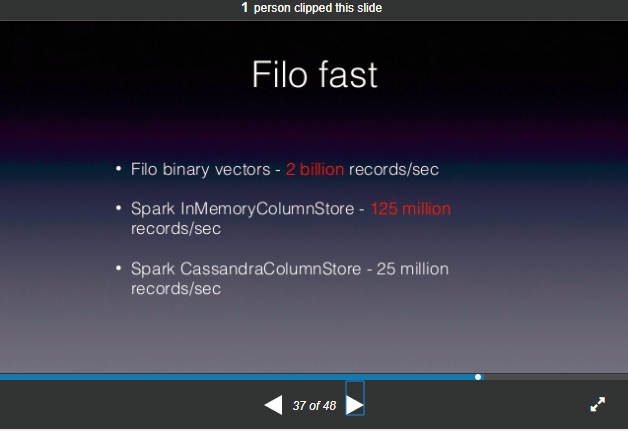 1 person clipped this slide
Filo fast
• Filo binary vectors - 2 billion records/sec
• Spark InMemoryColumnStore - 125 million
records/sec
• Spark CassandraColumnStore - 25 million
records/sec
37 of 48